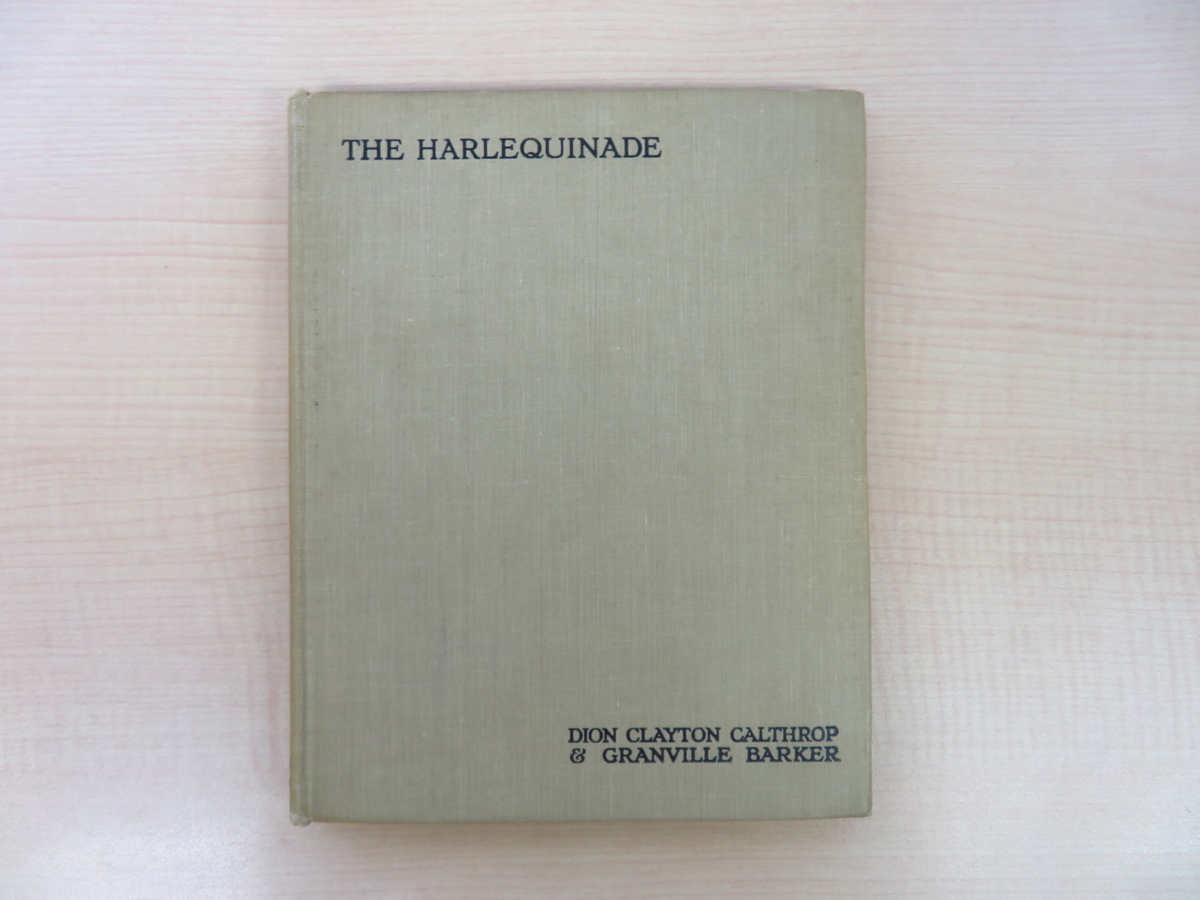 THE HARLEQUINADE
DION CLAYTON CALTHROP
& GRANVILLE BARKER